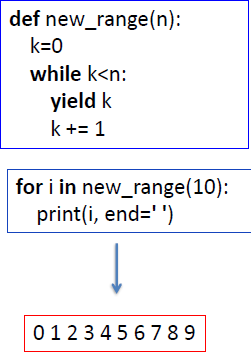 def new_range(n):
k=0
while k<n:
yield k
k += 1
for i in new_range(10):
print(i, end=' ')
0 1 2 3 4 5 6 7 8 9